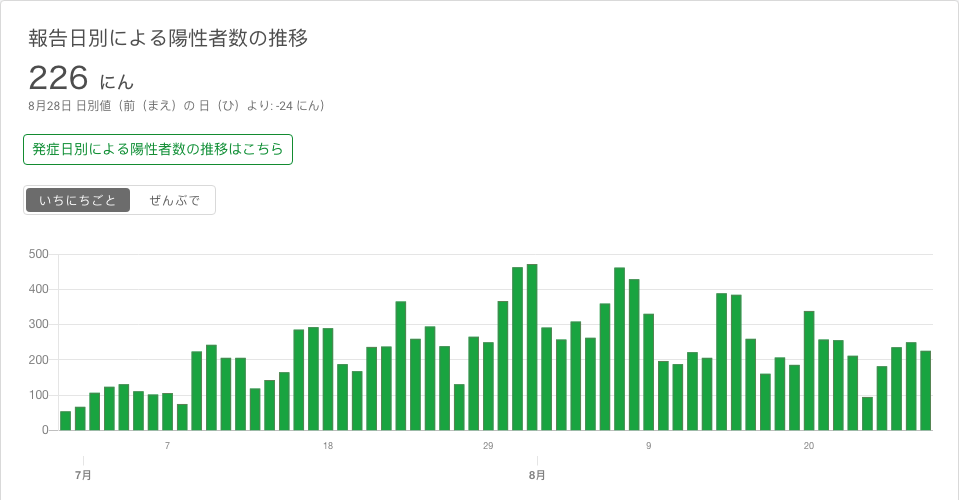 報告日別による陽性者数の推移
226 にん
8月28日 日別値（前（まえ）の 日（ひ）より: -24 にん）
発症日別による陽性者数の推移はこちら
いちにちごと ぜんぶで
500
400
300
200
100
0
7 18 29 9 20
7月 8月